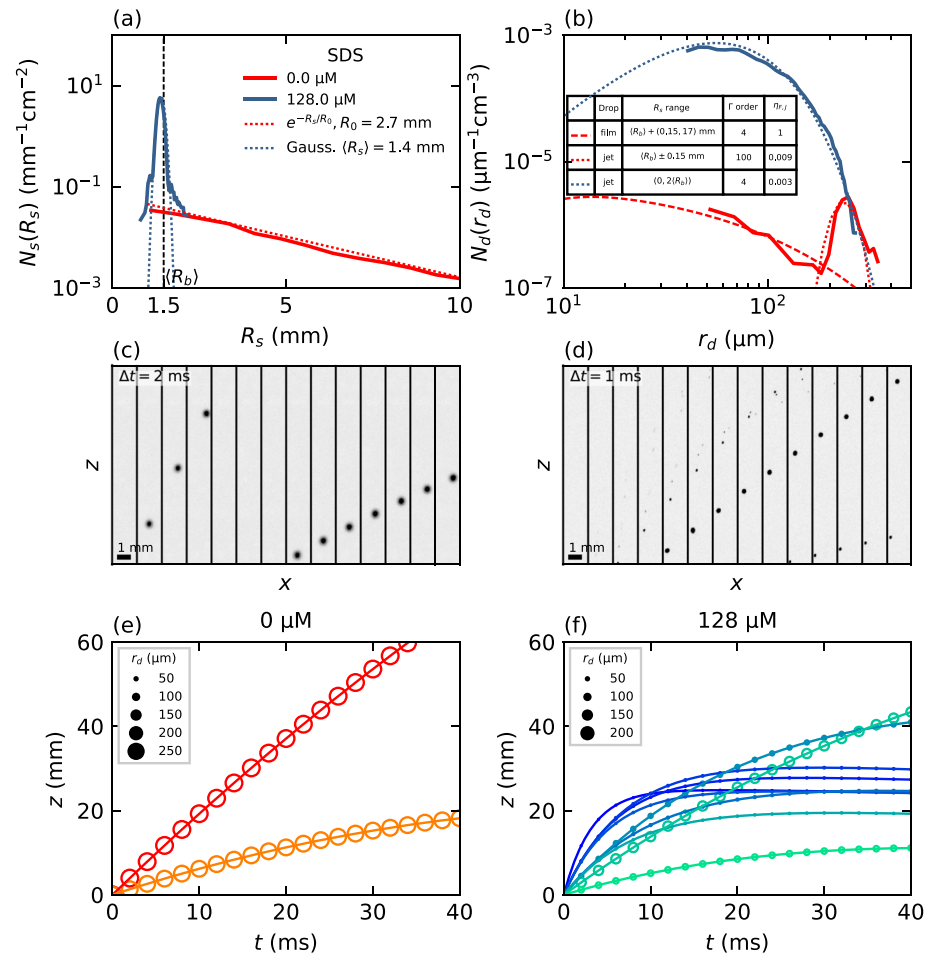 (a)
SDS
0.0 μM
128.0 μM
e^{-R_s/R_0}, R_0 = 2.7 mm
Gauss. ⟨R_s⟩ = 1.4 mm
N_s(R_s) (mm^{-1}cm^{-2})
10^1
10^{-1}
10^{-3}
0
1.5
5
10
⟨R_b⟩
R_s (mm)
(b)
N_d(r_d) (μm^{-1}cm^{-3})
10^{-3}
10^{-5}
10^{-7}
Drop R_s range Γ order η_{f,j}
film ⟨R_b⟩ + (0,15,17) mm 4 1
jet ⟨R_b⟩ ± 0.15 mm 100 0,009
jet (0, 2⟨R_b⟩) 4 0,003
10^1
10^2
r_d (μm)
(c)
Δt = 2 ms
z
1 mm
x
(d)
Δt = 1 ms
z
1 mm
x
(e)
0 μM
r_d (μm)
50
100
150
200
250
z (mm)
60
40
20
0
0 10 20 30 40
t (ms)
(f)
128 μM
r_d (μm)
50
100
150
200
z (mm)
60
40
20
0
0 10 20 30 40
t (ms)